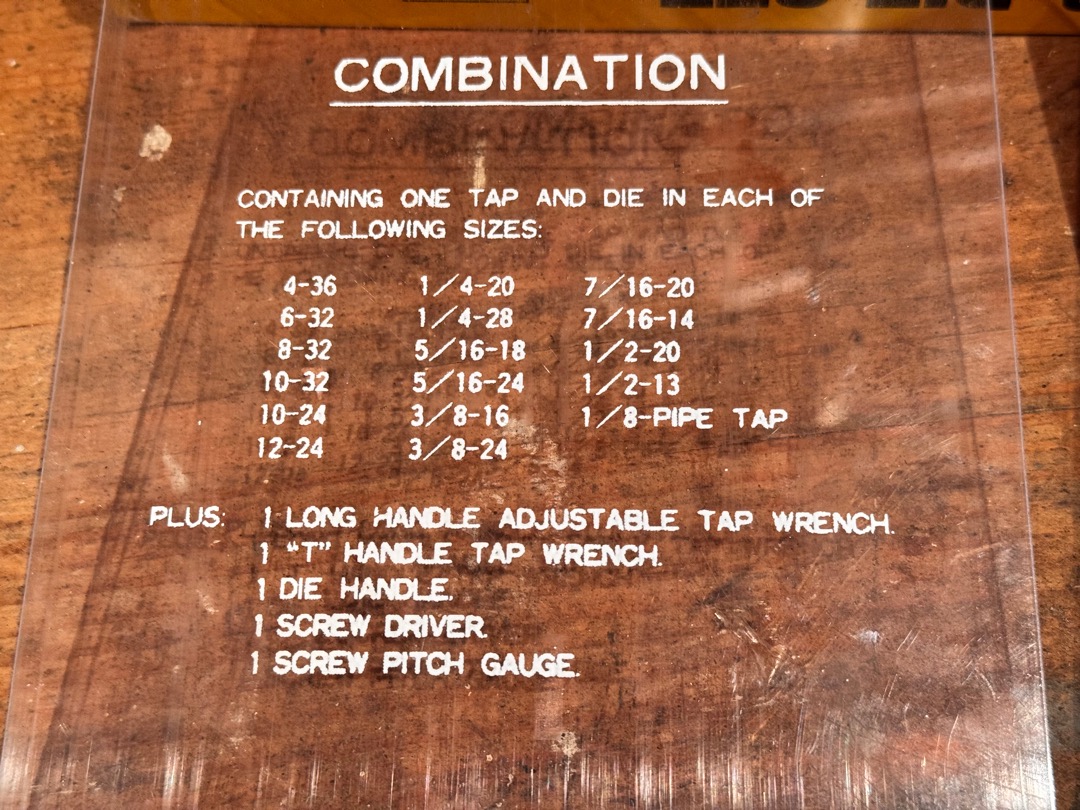 COMBINATION
CONTAINING ONE TAP AND DIE IN EACH OF
THE FOLLOWING SIZES:
4-36 1/4-20 7/16-20
6-32 1/4-28 7/16-14
8-32 5/16-18 1/2-20
10-32 5/16-24 1/2-13
10-24 3/8-16 1/8-PIPE TAP
12-24 3/8-24
PLUS: 1 LONG HANDLE ADJUSTABLE TAP WRENCH.
1 "T" HANDLE TAP WRENCH.
1 DIE HANDLE.
1 SCREW DRIVER.
1 SCREW PITCH GAUGE.